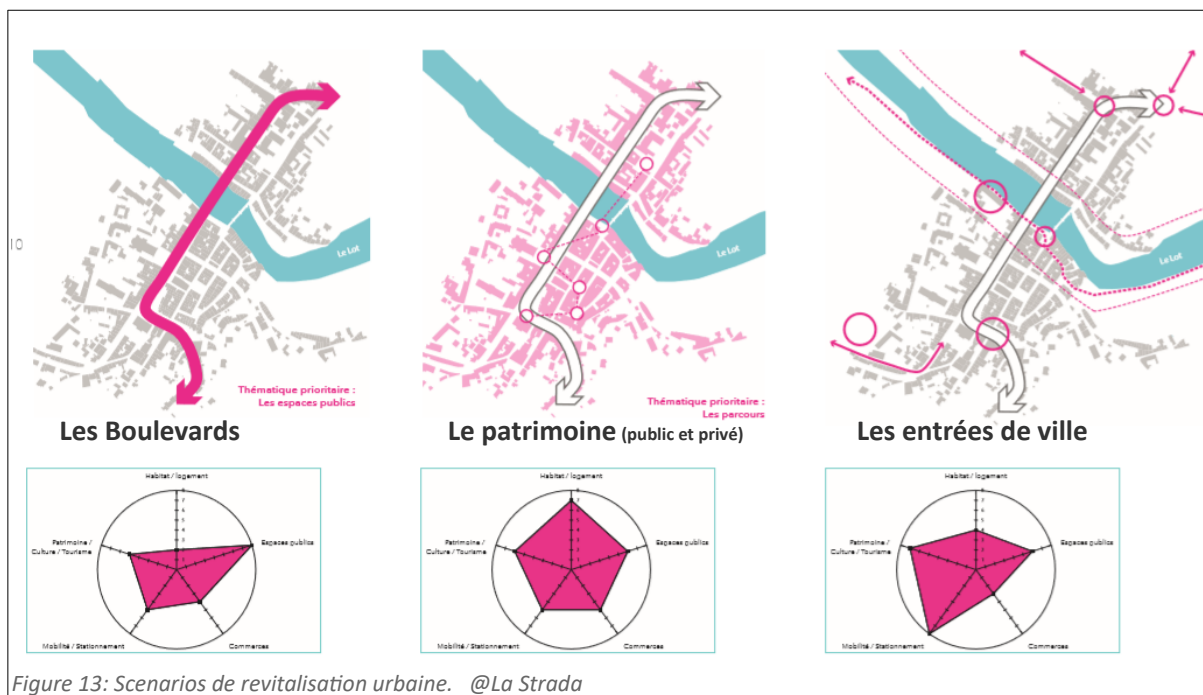 Le Lot
Le Lot
Le Lot
10
Thématique prioritaire :
Les espaces publics
Thématique prioritaire :
Les parcours
Les Boulevards
Le patrimoine (public et privé)
Les entrées de ville
Habitat / logement
Patrimoine /
Culture / Tourisme
Espaces publics
Mobilité / Stationnement
Commerces
Habitat / logement
Patrimoine /
Culture / Tourisme
Espaces publics
Mobilité / Stationnement
Commerces
Habitat / logement
Patrimoine /
Culture / Tourisme
Espaces publics
Mobilité / Stationnement
Commerces
Figure 13: Scenarios de revitalisation urbaine. @La Strada